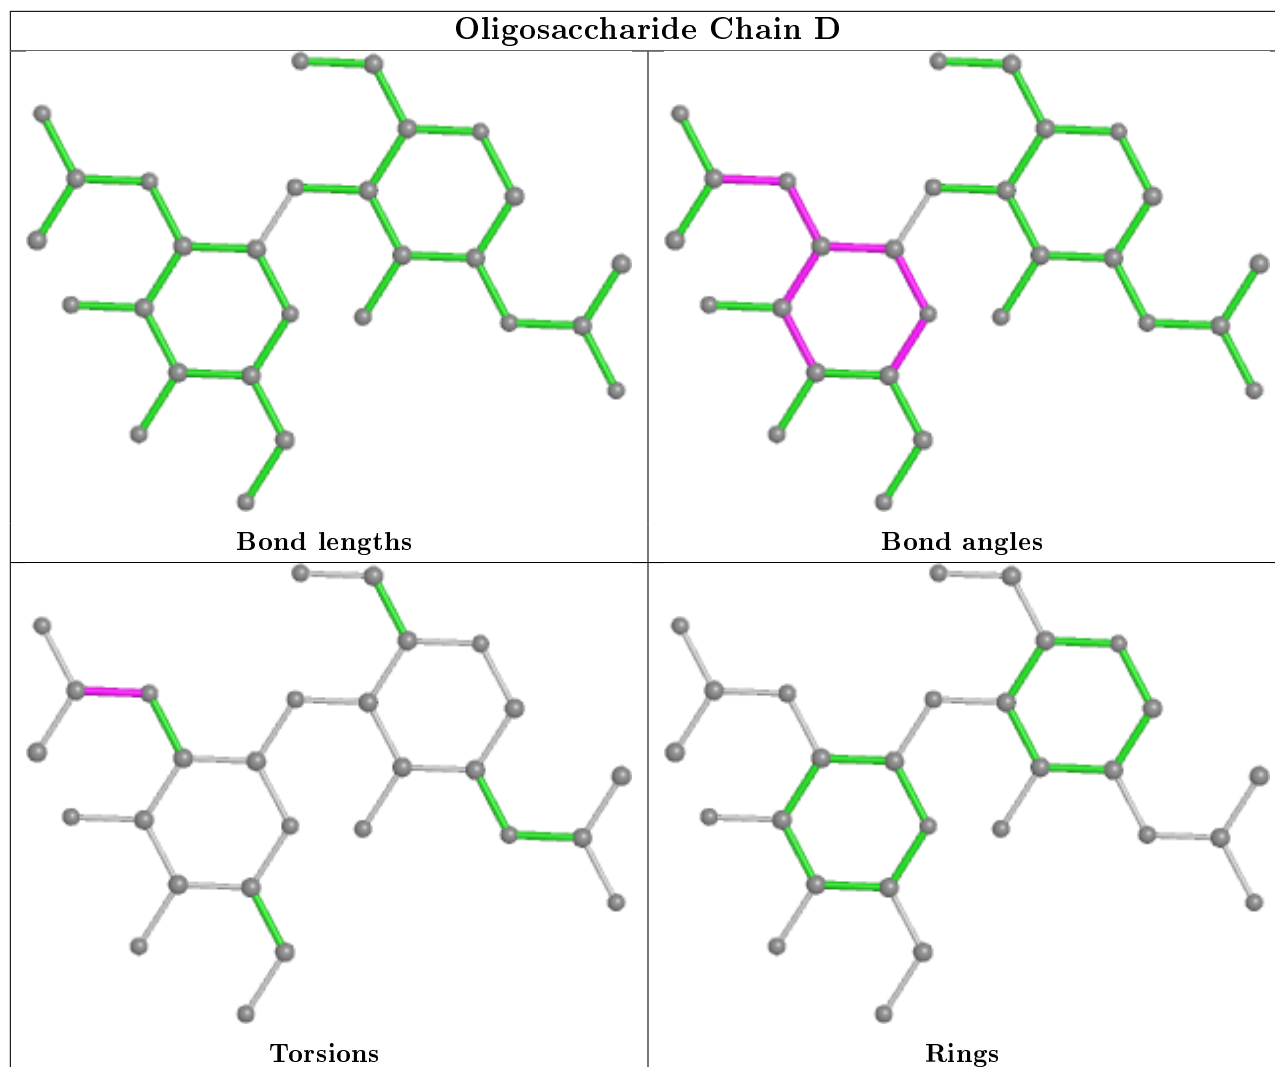 Oligosaccharide Chain D
Bond lengths
Bond angles
Torsions
Rings